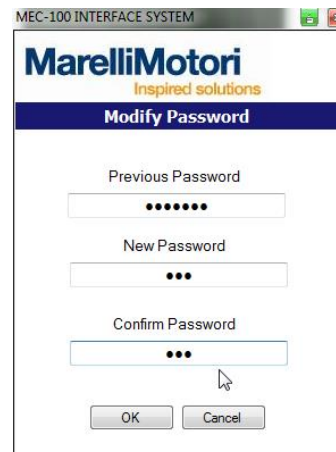 MEC-100 INTERFACE SYSTEM
MarelliMotori
Inspired solutions
Modify Password
Previous Password
•••••••
New Password
•••
Confirm Password
•••
OK Cancel